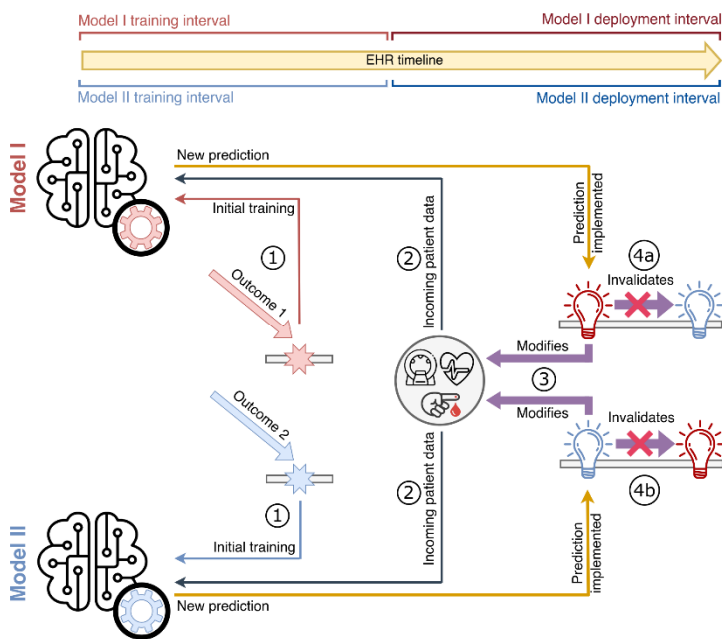 Model I training interval
Model I deployment interval
EHR timeline
Model II training interval
Model II deployment interval
Model I
New prediction
Initial training
1
Outcome 1
2
Incoming patient data
Prediction
implemented
4a
Invalidates
Modifies
3
Modifies
Invalidates
4b
Outcome 2
1
2
Incoming patient data
Prediction
implemented
Model II
Initial training
New prediction